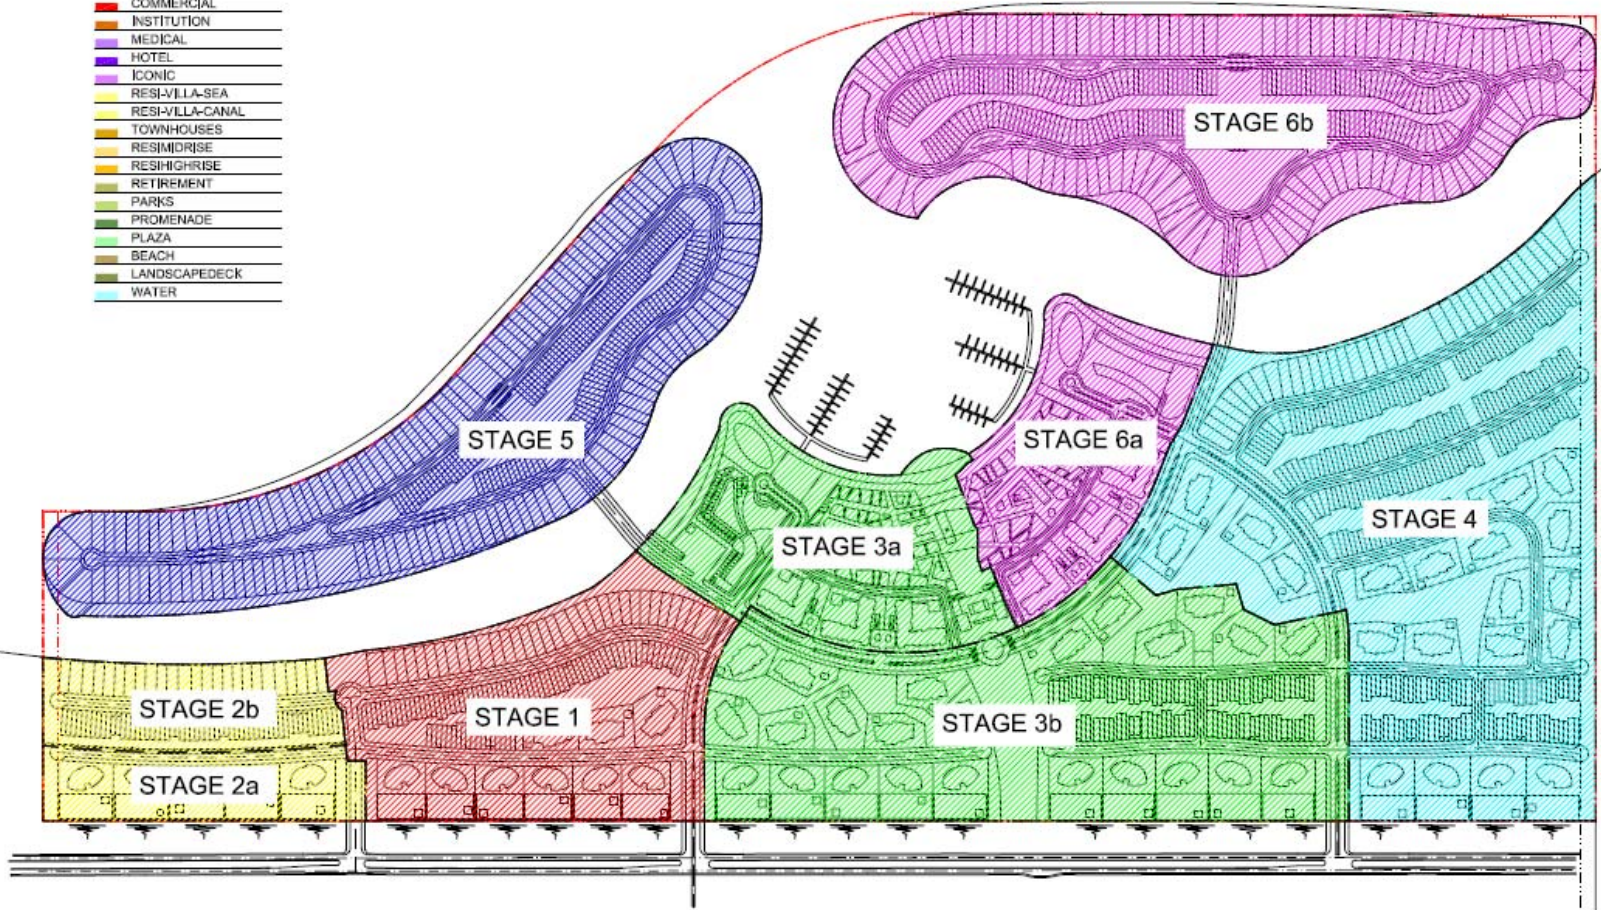 COMMERCIAL
INSTITUTION
MEDICAL
HOTEL
ICONIC
RESI-VILLA-SEA
RESI-VILLA-CANAL
TOWNHOUSES
RESIMIDRISE
RESIHIGHRISE
RETIREMENT
PARKS
PROMENADE
PLAZA
BEACH
LANDSCAPEDECK
WATER
STAGE 6b
STAGE 5
STAGE 6a
STAGE 4
STAGE 3a
STAGE 2b
STAGE 1
STAGE 3b
STAGE 2a